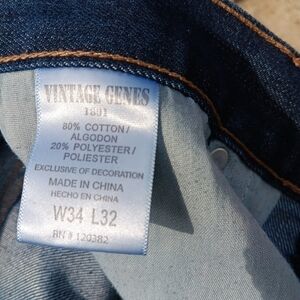 VINTAGE GENES
1891
80% COTTON/
ALGODON
20% POLYESTER/
POLIESTER
EXCLUSIVE OF DECORATION
MADE IN CHINA
HECHO EN CHINA
W34 L32
RN # 120382